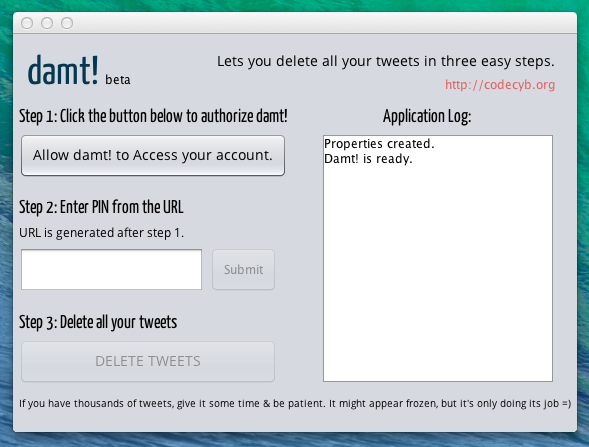 damt! beta
Lets you delete all your tweets in three easy steps.
http://codecyb.org
Step 1: Click the button below to authorize damt!
Allow damt! to Access your account.
Step 2: Enter PIN from the URL
URL is generated after step 1.
Submit
Step 3: Delete all your tweets
DELETE TWEETS
Application Log:
Properties created.
Damt! is ready.
If you have thousands of tweets, give it some time & be patient. It might appear frozen, but it's only doing its job =)